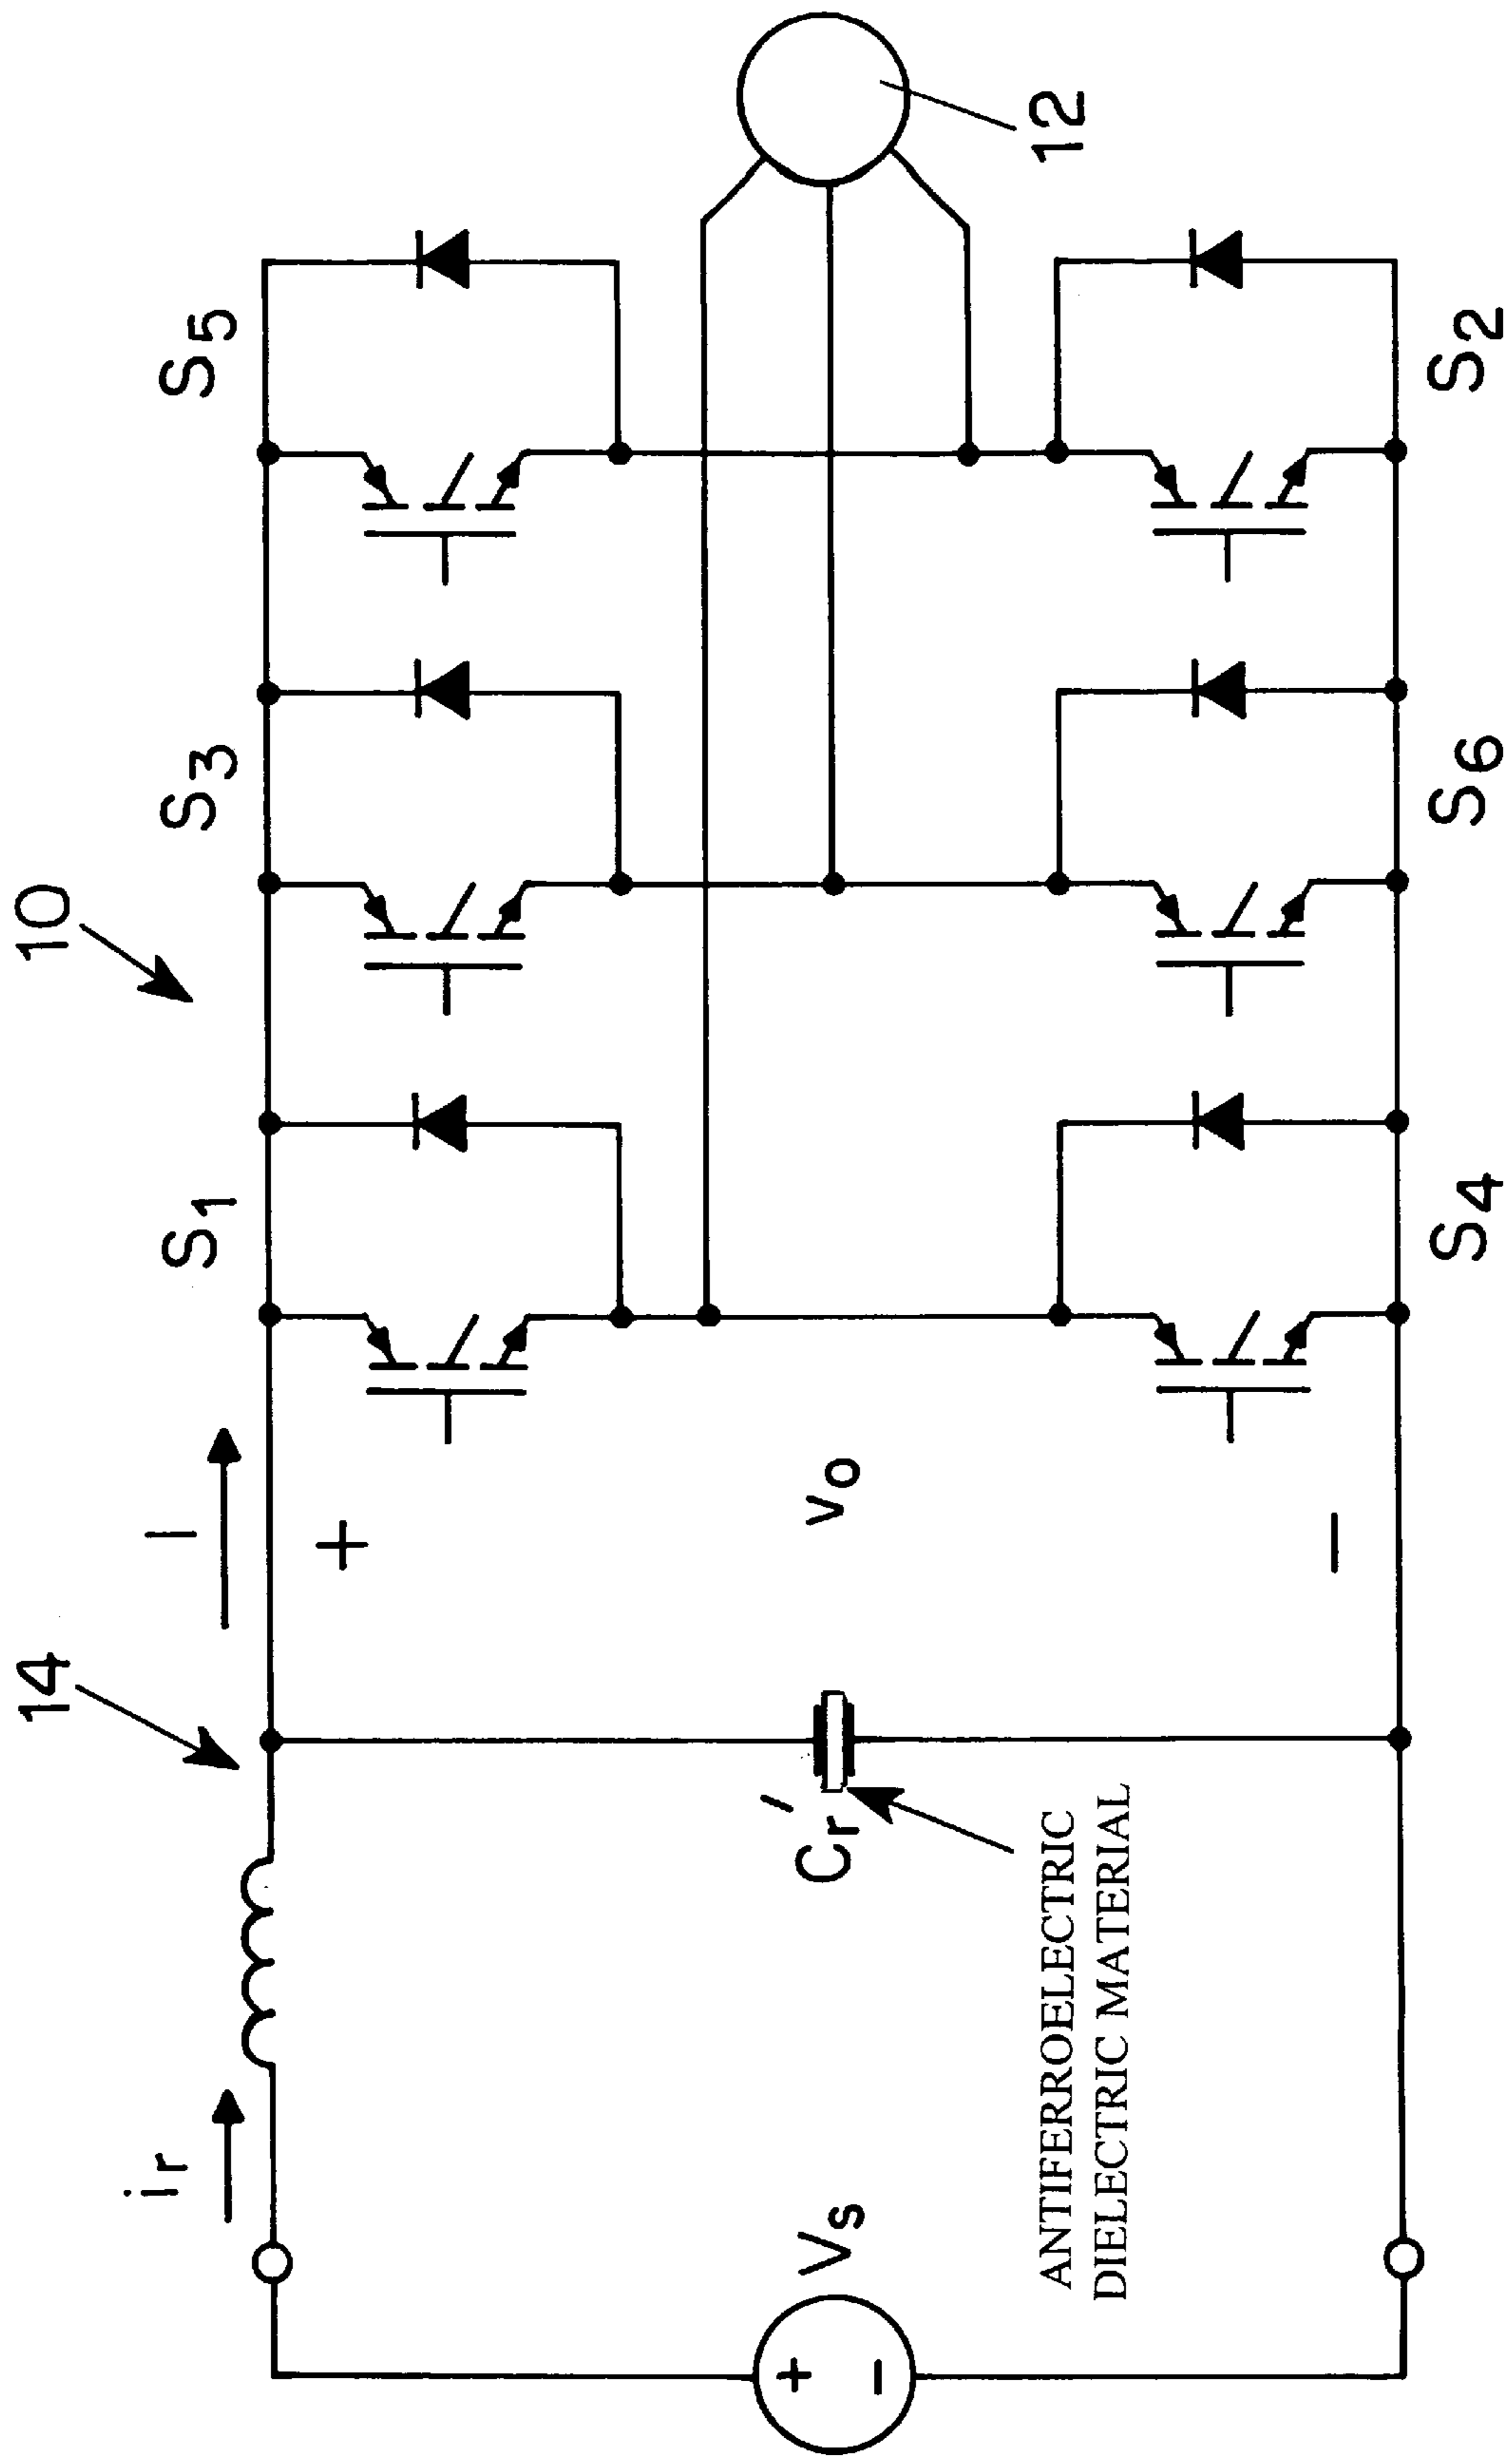 14
10
ir
I
S1
S3
S5
+
Vs
+
−
Cr′
vo
12
ANTIFERROELECTRIC
DIELECTRIC MATERIAL
−
S4
S6
S2